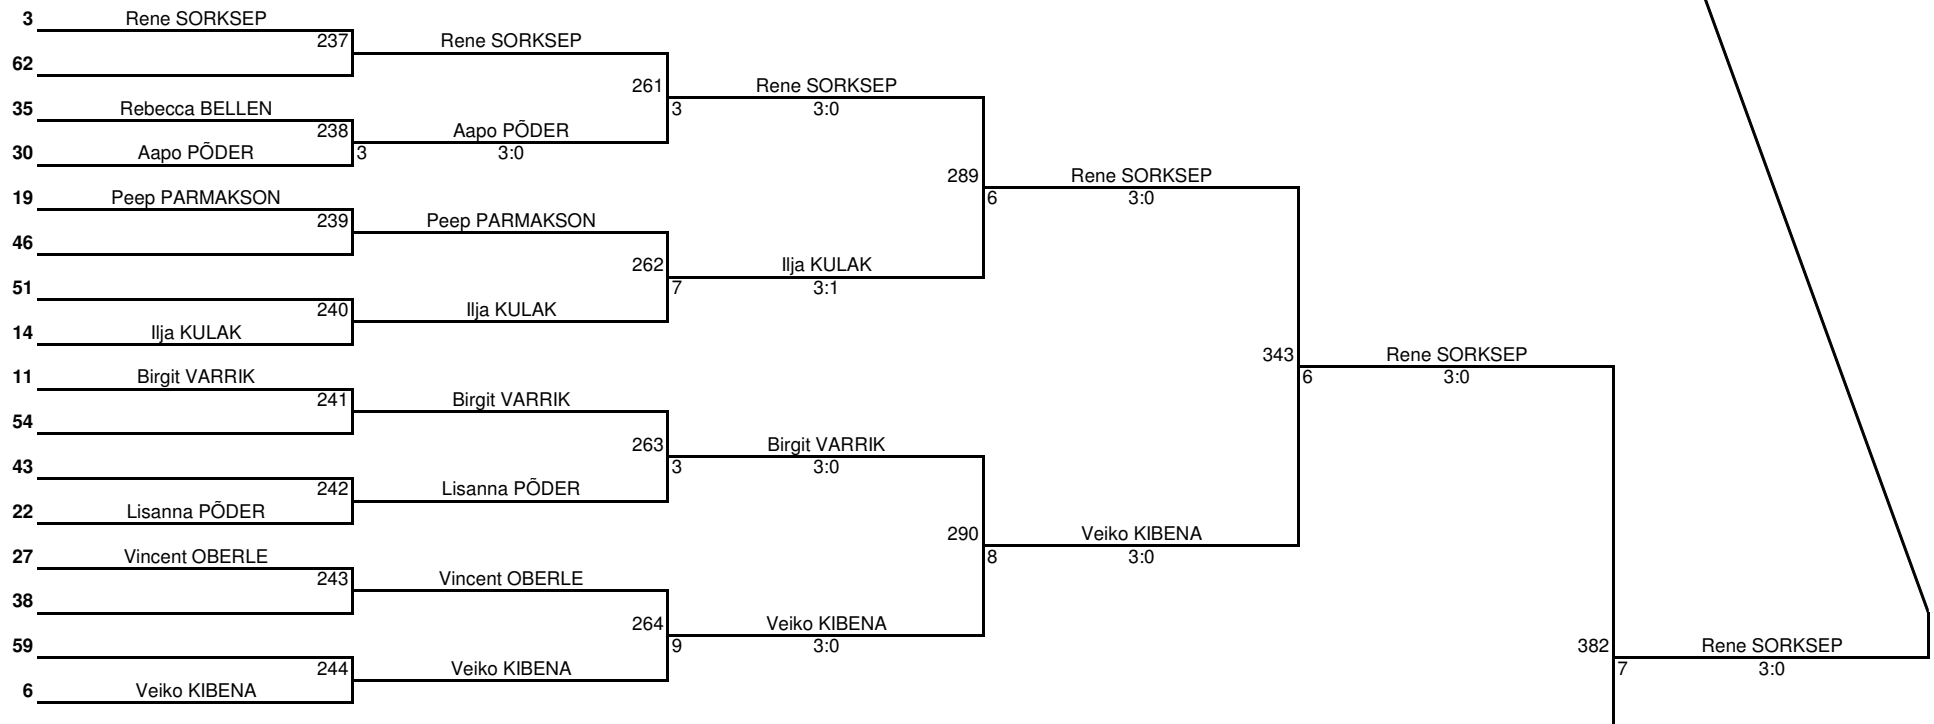 3 Rene SORKSEP
237 Rene SORKSEP
62
261 Rene SORKSEP
35 Rebecca BELLEN 3 3:0
238 Aapo PÕDER
30 Aapo PÕDER 3 3:0
289 Rene SORKSEP
19 Peep PARMAKSON 6 3:0
239 Peep PARMAKSON
46
262 Ilja KULAK
51 7 3:1
240 Ilja KULAK
14 Ilja KULAK
343 Rene SORKSEP
11 Birgit VARRIK 6 3:0
241 Birgit VARRIK
54
263 Birgit VARRIK
43 3 3:0
242 Lisanna PÕDER
22 Lisanna PÕDER
290 Veiko KIBENA
27 Vincent OBERLE 8 3:0
243 Vincent OBERLE
38
264 Veiko KIBENA
59 9 3:0
382 Rene SORKSEP
244 Veiko KIBENA 7 3:0
6 Veiko KIBENA